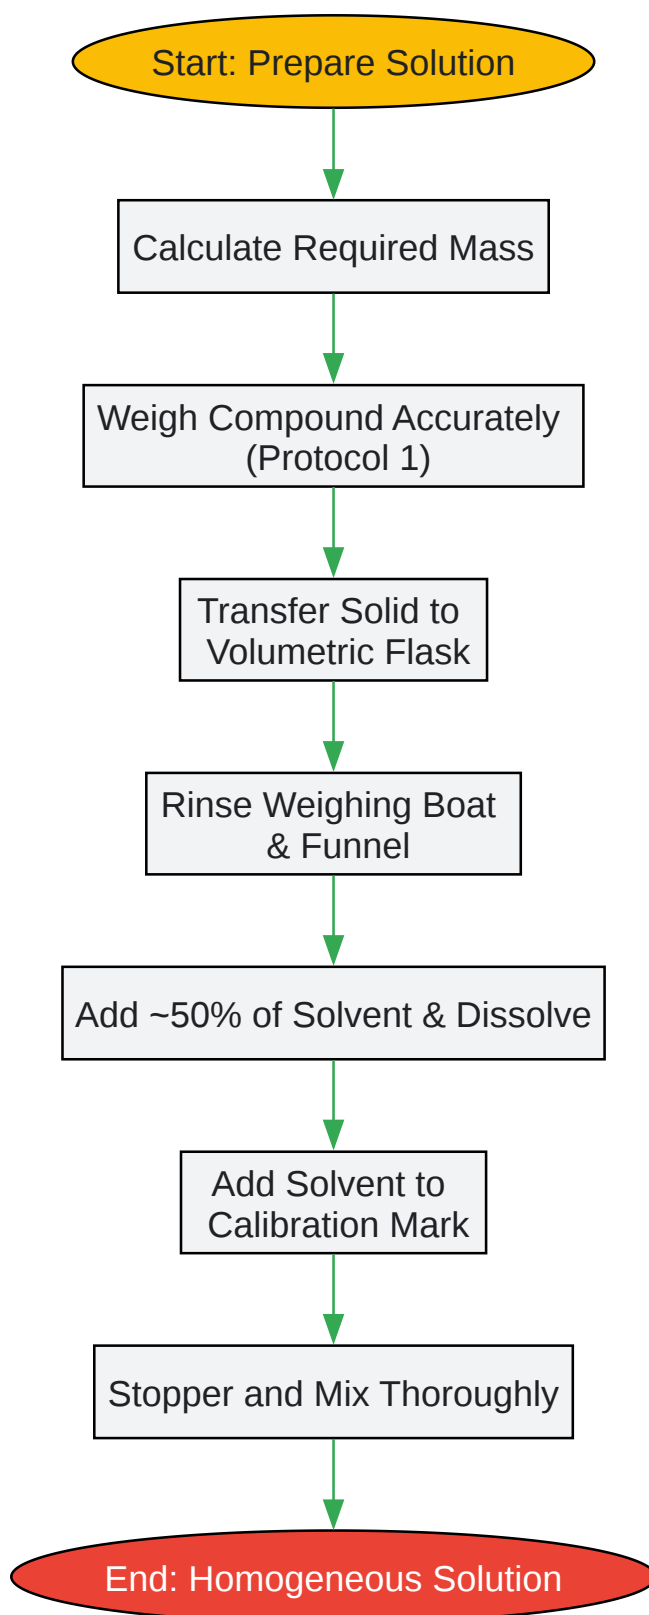 Start: Prepare Solution
Calculate Required Mass
Weigh Compound Accurately
(Protocol 1)
Transfer Solid to
Volumetric Flask
Rinse Weighing Boat
& Funnel
Add ~50% of Solvent & Dissolve
Add Solvent to
Calibration Mark
Stopper and Mix Thoroughly
End: Homogeneous Solution